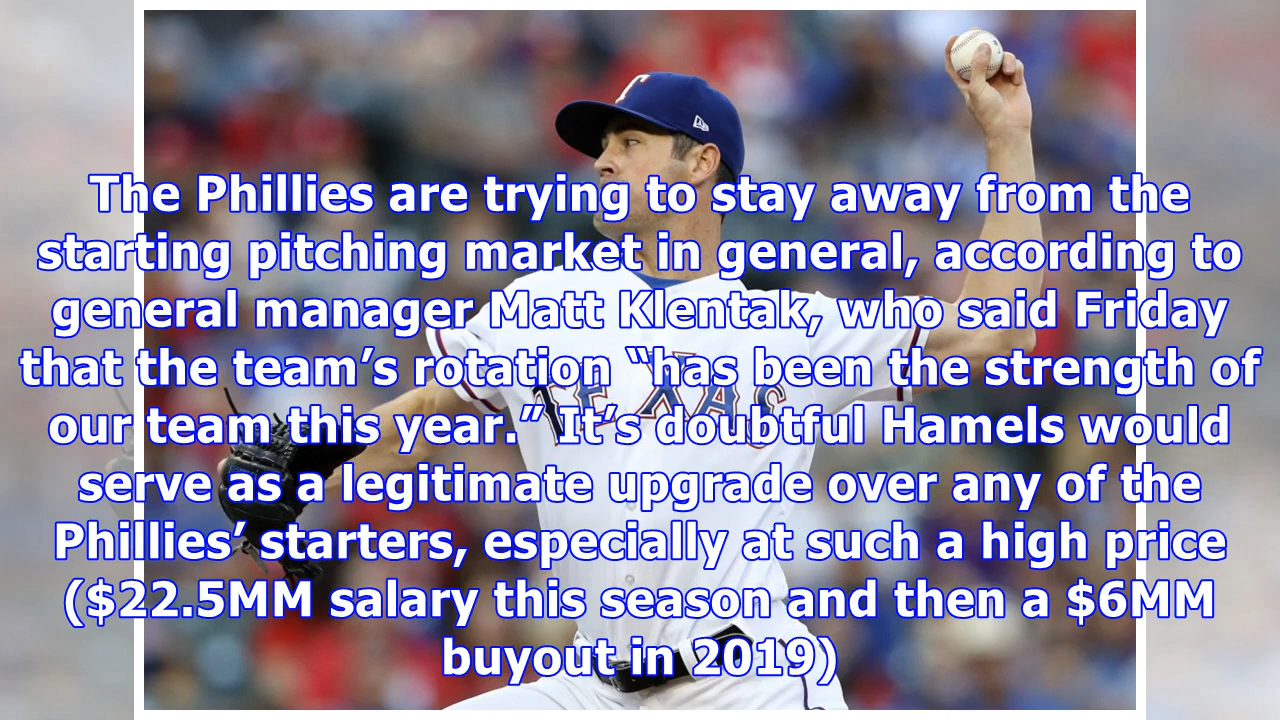 T
The Phillies are trying to stay away from the
starting pitching market in general, according to
general manager Matt Klentak, who said Friday
that the team’s rotation “has been the strength of
our team this year.” It’s doubtful Hamels would
serve as a legitimate upgrade over any of the
Phillies’ starters, especially at such a high price
($22.5MM salary this season and then a $6MM
buyout in 2019)
TEXAS